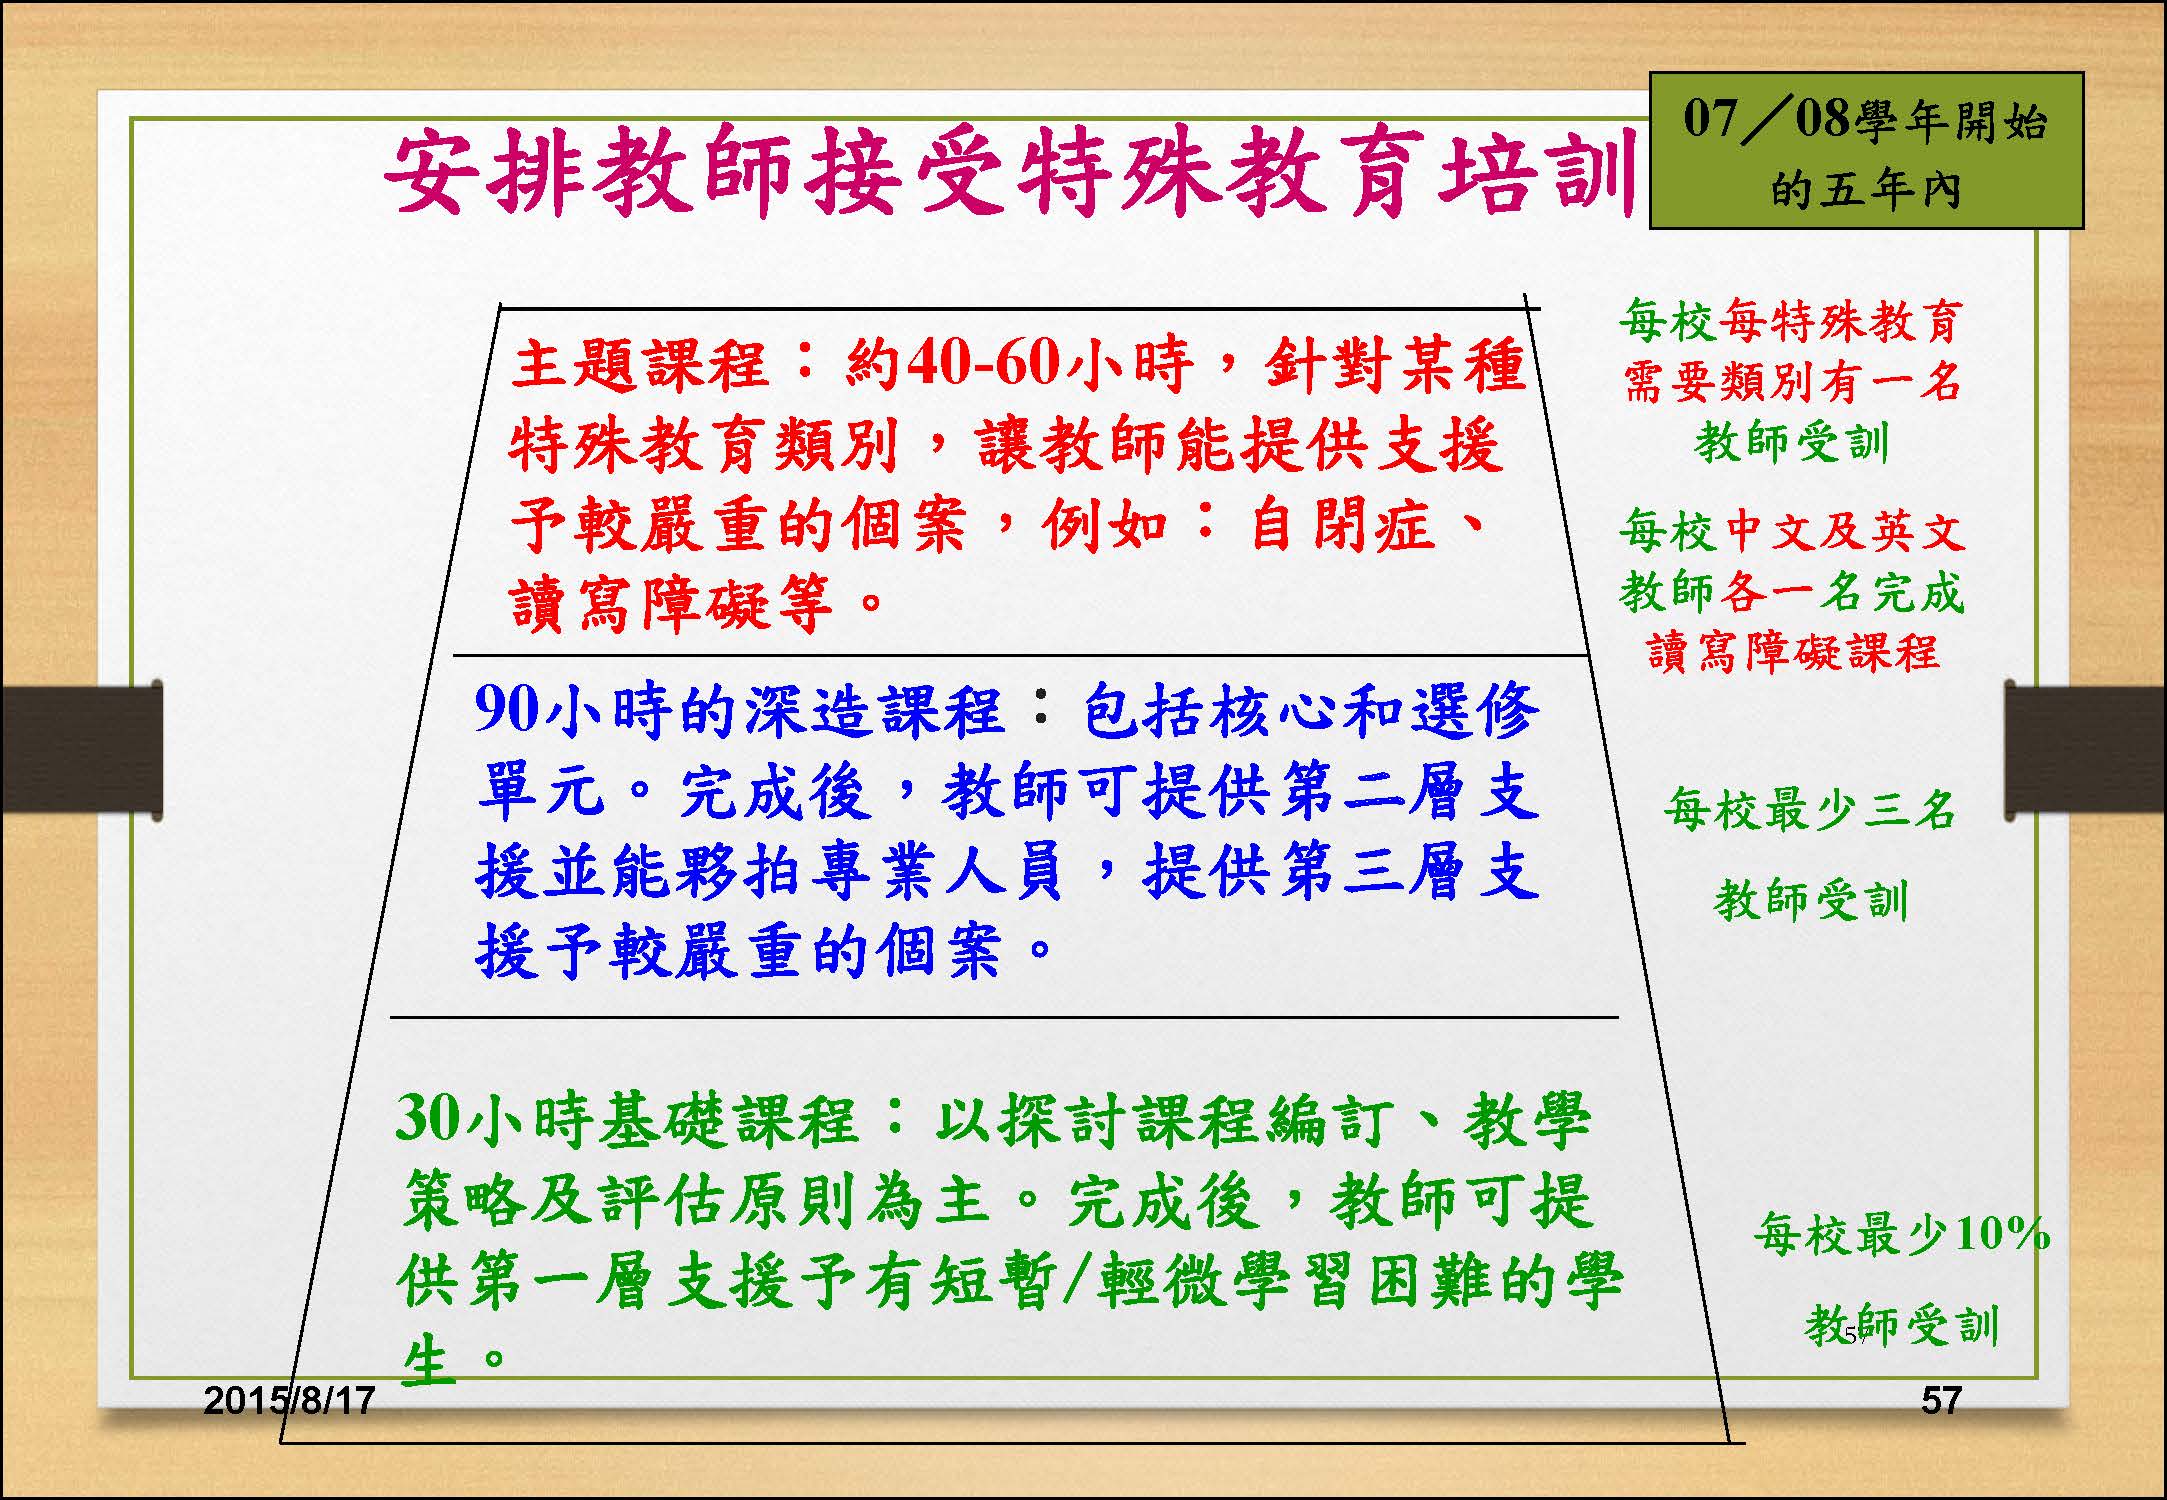 安排教師接受特殊教育培訓
07／08學年開始
的五年內
主題課程：約40-60小時，針對某種
特殊教育類別，讓教師能提供支援
予較嚴重的個案，例如：自閉症、
讀寫障礙等。
每校每特殊教育
需要類別有一名
教師受訓
每校中文及英文
教師各一名完成
讀寫障礙課程
90小時的深造課程：包括核心和選修
單元。完成後，教師可提供第二層支
援並能夥拍專業人員，提供第三層支
援予較嚴重的個案。
每校最少三名
教師受訓
30小時基礎課程：以探討課程編訂、教學
策略及評估原則為主。完成後，教師可提
供第一層支援予有短暫/輕微學習困難的學
生。
每校最少10%
教師受訓
57
2015/8/17
57